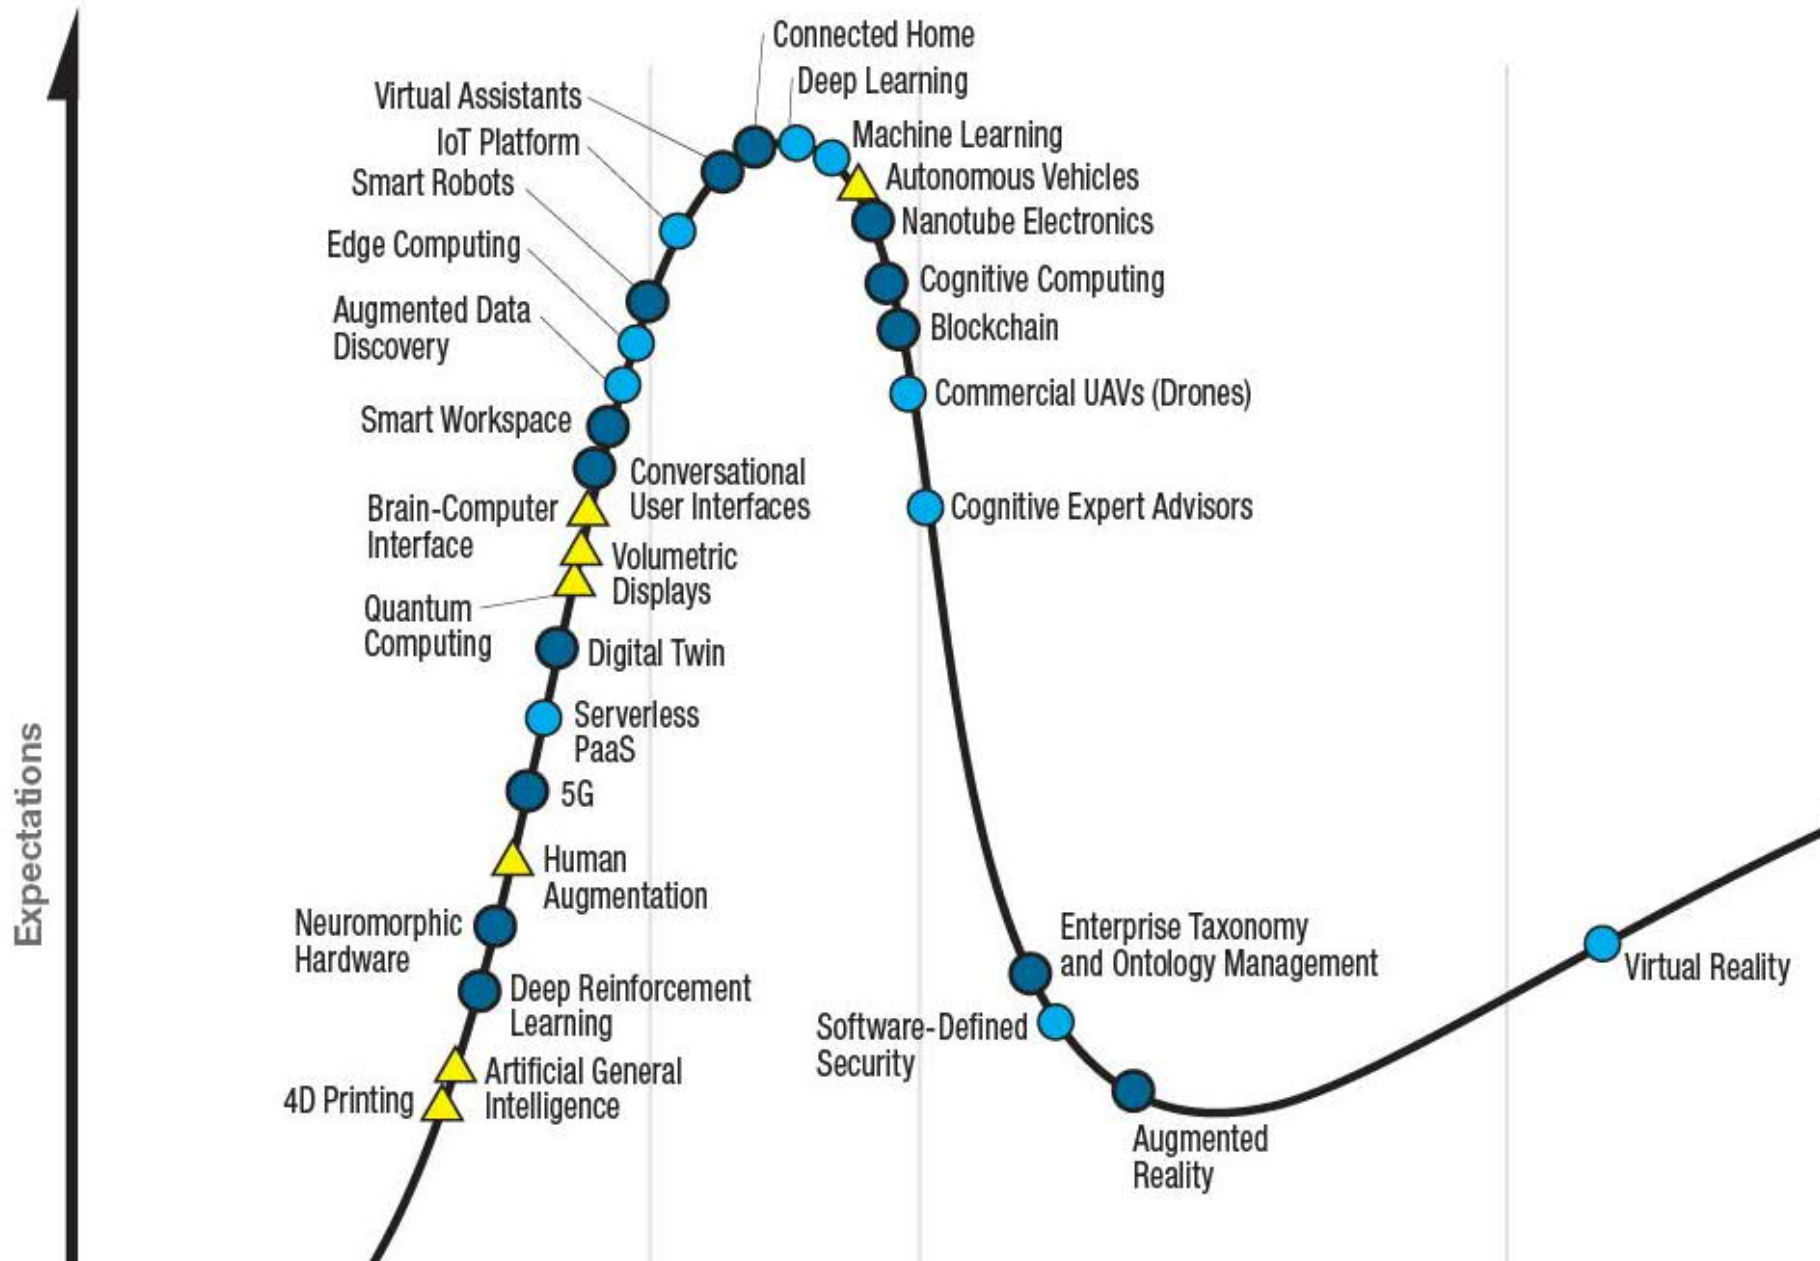 Connected Home
Deep Learning
Virtual Assistants
Machine Learning
IoT Platform
Autonomous Vehicles
Smart Robots
Nanotube Electronics
Edge Computing
Cognitive Computing
Augmented Data
Discovery
Blockchain
Commercial UAVs (Drones)
Smart Workspace
Conversational
User Interfaces
Brain-Computer
Interface
Cognitive Expert Advisors
Volumetric
Displays
Quantum
Computing
Digital Twin
Serverless
PaaS
5G
Expectations
Human
Augmentation
Neuromorphic
Hardware
Enterprise Taxonomy
and Ontology Management
Virtual Reality
Deep Reinforcement
Learning
Software-Defined
Security
Artificial General
Intelligence
4D Printing
Augmented
Reality